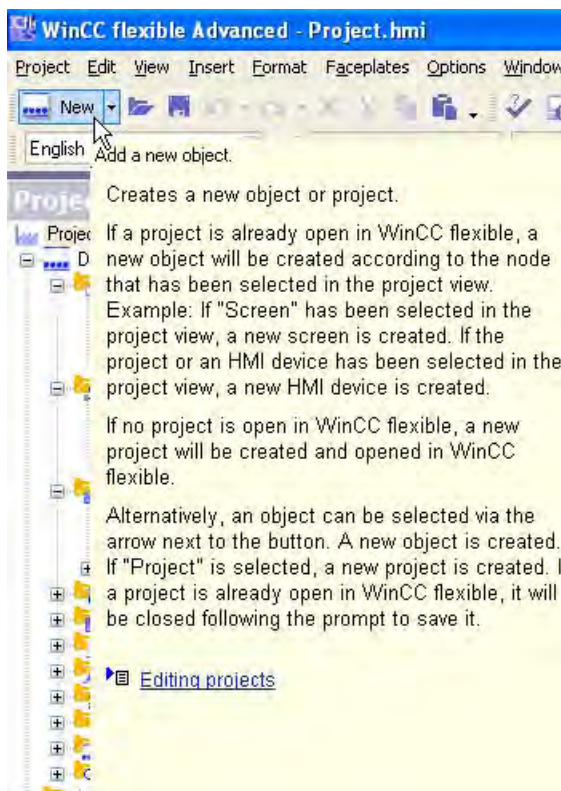 WinCC flexible Advanced - Project.hmi
Project Edit View Insert Format Faceplates Options Window
New
English
Add a new object.
Proje
Creates a new object or project.
Projec
If a project is already open in WinCC flexible, a
D
new object will be created according to the node
that has been selected in the project view.
Example: If "Screen" has been selected in the
project view, a new screen is created. If the
project or an HMI device has been selected in the
project view, a new HMI device is created.
If no project is open in WinCC flexible, a new
project will be created and opened in WinCC
flexible.
Alternatively, an object can be selected via the
arrow next to the button. A new object is created.
If "Project" is selected, a new project is created. I
a project is already open in WinCC flexible, it will
be closed following the prompt to save it.
Editing projects